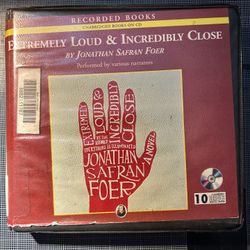 RECORDED BOOKS
UNABRIDGED BOOKS ON CD
EXTREMELY LOUD & INCREDIBLY CLOSE
BY JONATHAN SAFRAN FOER
Performed by various narrators
EXTREMELY
LOUD &
INCREDIBLY
CLOSE
A NOVEL
JONATHAN
SAFRAN
FOER
10